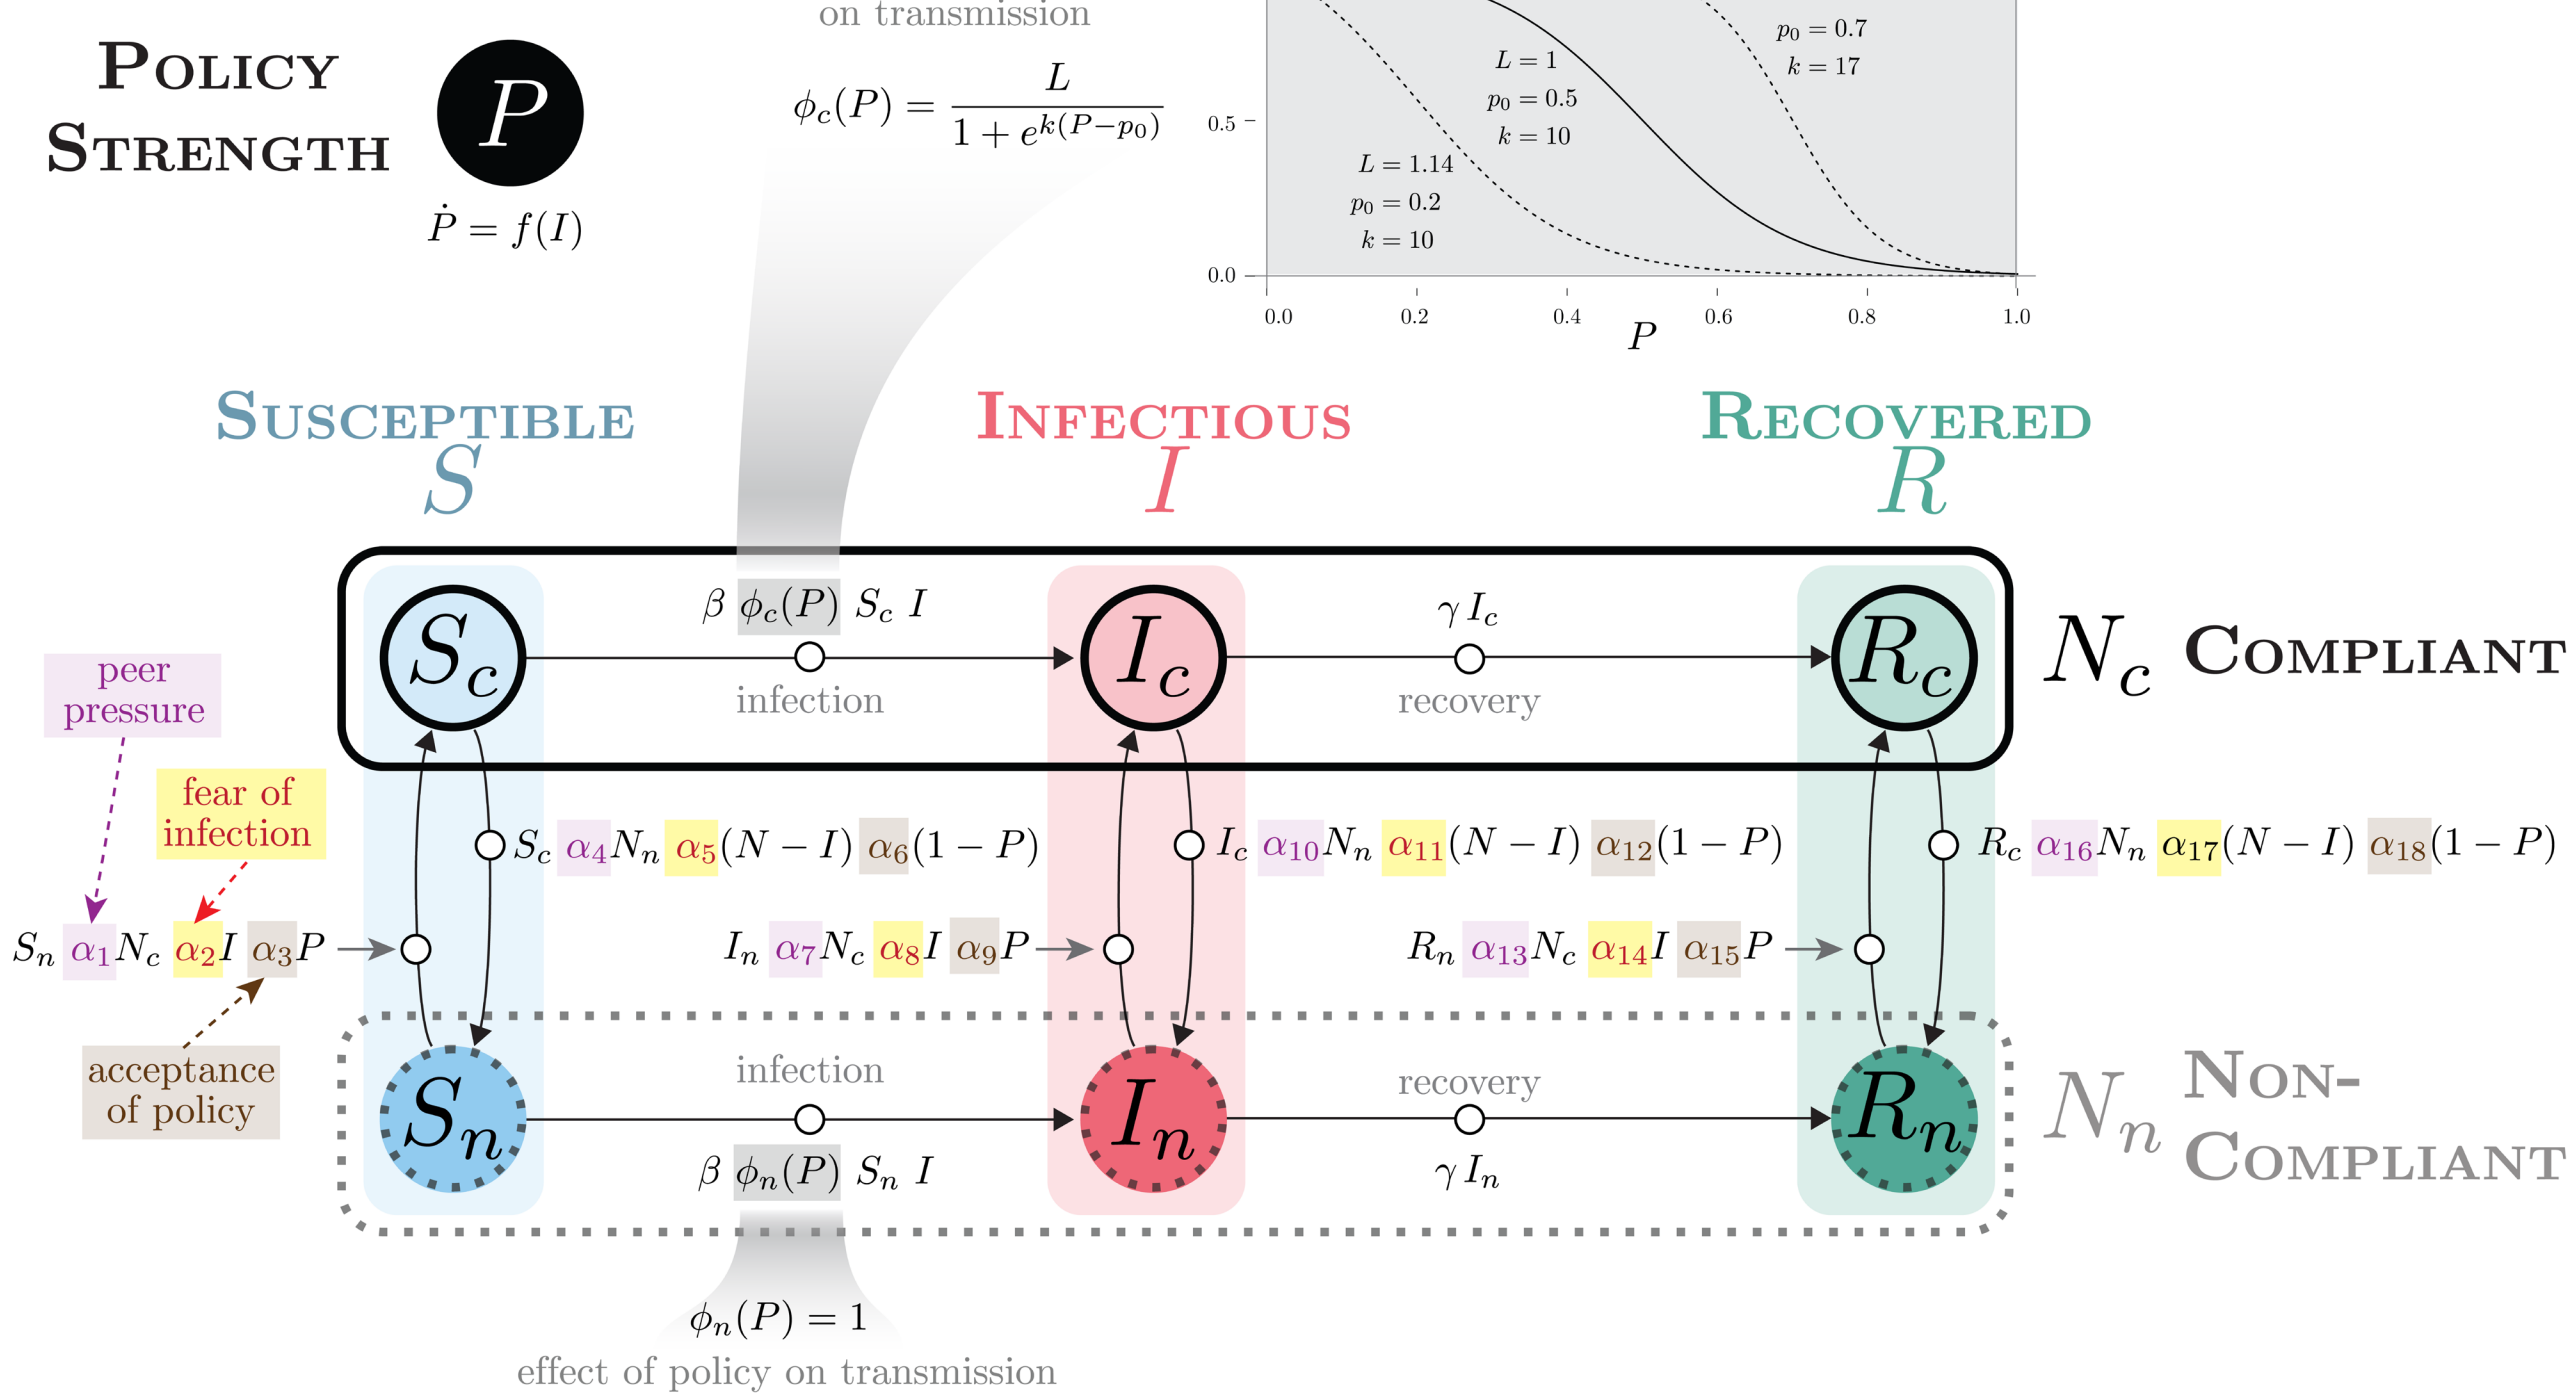 on transmission
POLICY
STRENGTH
P
Ṗ = f(I)
ϕc(P) = L / (1 + e^{k(P−p0)})
0.5
0.0
p0 = 0.7
k = 17
L = 1
p0 = 0.5
k = 10
L = 1.14
p0 = 0.2
k = 10
0.0 0.2 0.4 0.6 0.8 1.0
P
SUSCEPTIBLE
S
INFECTIOUS
I
RECOVERED
R
Sc
β ϕc(P) Sc I
infection
Ic
γ Ic
recovery
Rc
Nc COMPLIANT
peer
pressure
fear of
infection
Sc α4Nn α5(N − I) α6(1 − P)
Ic α10Nn α11(N − I) α12(1 − P)
Rc α16Nn α17(N − I) α18(1 − P)
Sn α1Nc α2I α3P
In α7Nc α8I α9P
Rn α13Nc α14I α15P
acceptance
of policy
Sn
infection
β ϕn(P) Sn I
In
recovery
γ In
Rn
Nn NON-
COMPLIANT
ϕn(P) = 1
effect of policy on transmission